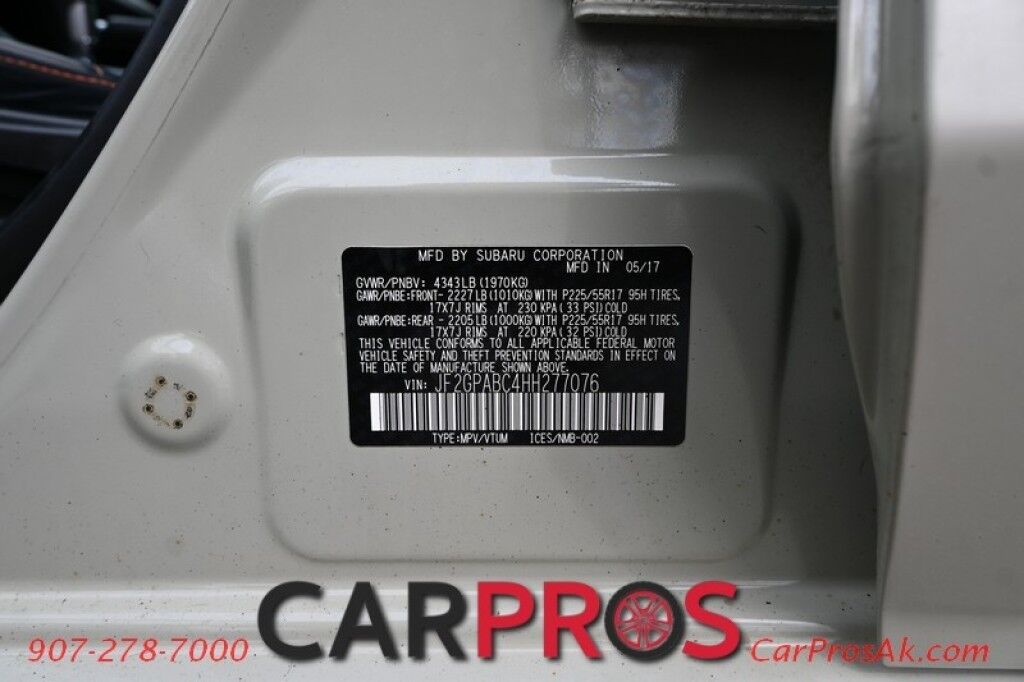 MFD BY SUBARU CORPORATION
MFD IN 05/17
GVWR/PNBV: 4343LB(1970KG)
GAWR/PNBE:FRONT- 2227LB(1010KG)WITH P225/55R17 95H TIRES,
17X7J RIMS AT 230 KPA(33 PSI)COLD
GAWR/PNBE:REAR - 2205LB(1000KG)WITH P225/55R17 95H TIRES,
17X7J RIMS AT 220 KPA(32 PSI)COLD
THIS VEHICLE CONFORMS TO ALL APPLICABLE FEDERAL MOTOR
VEHICLE SAFETY AND THEFT PREVENTION STANDARDS IN EFFECT ON
THE DATE OF MANUFACTURE SHOWN ABOVE.
VIN: JF2GPABC4HH277076
TYPE:MPV/VTUM ICES/NMB-002
CARPROS
907-278-7000
CarProsAk.com